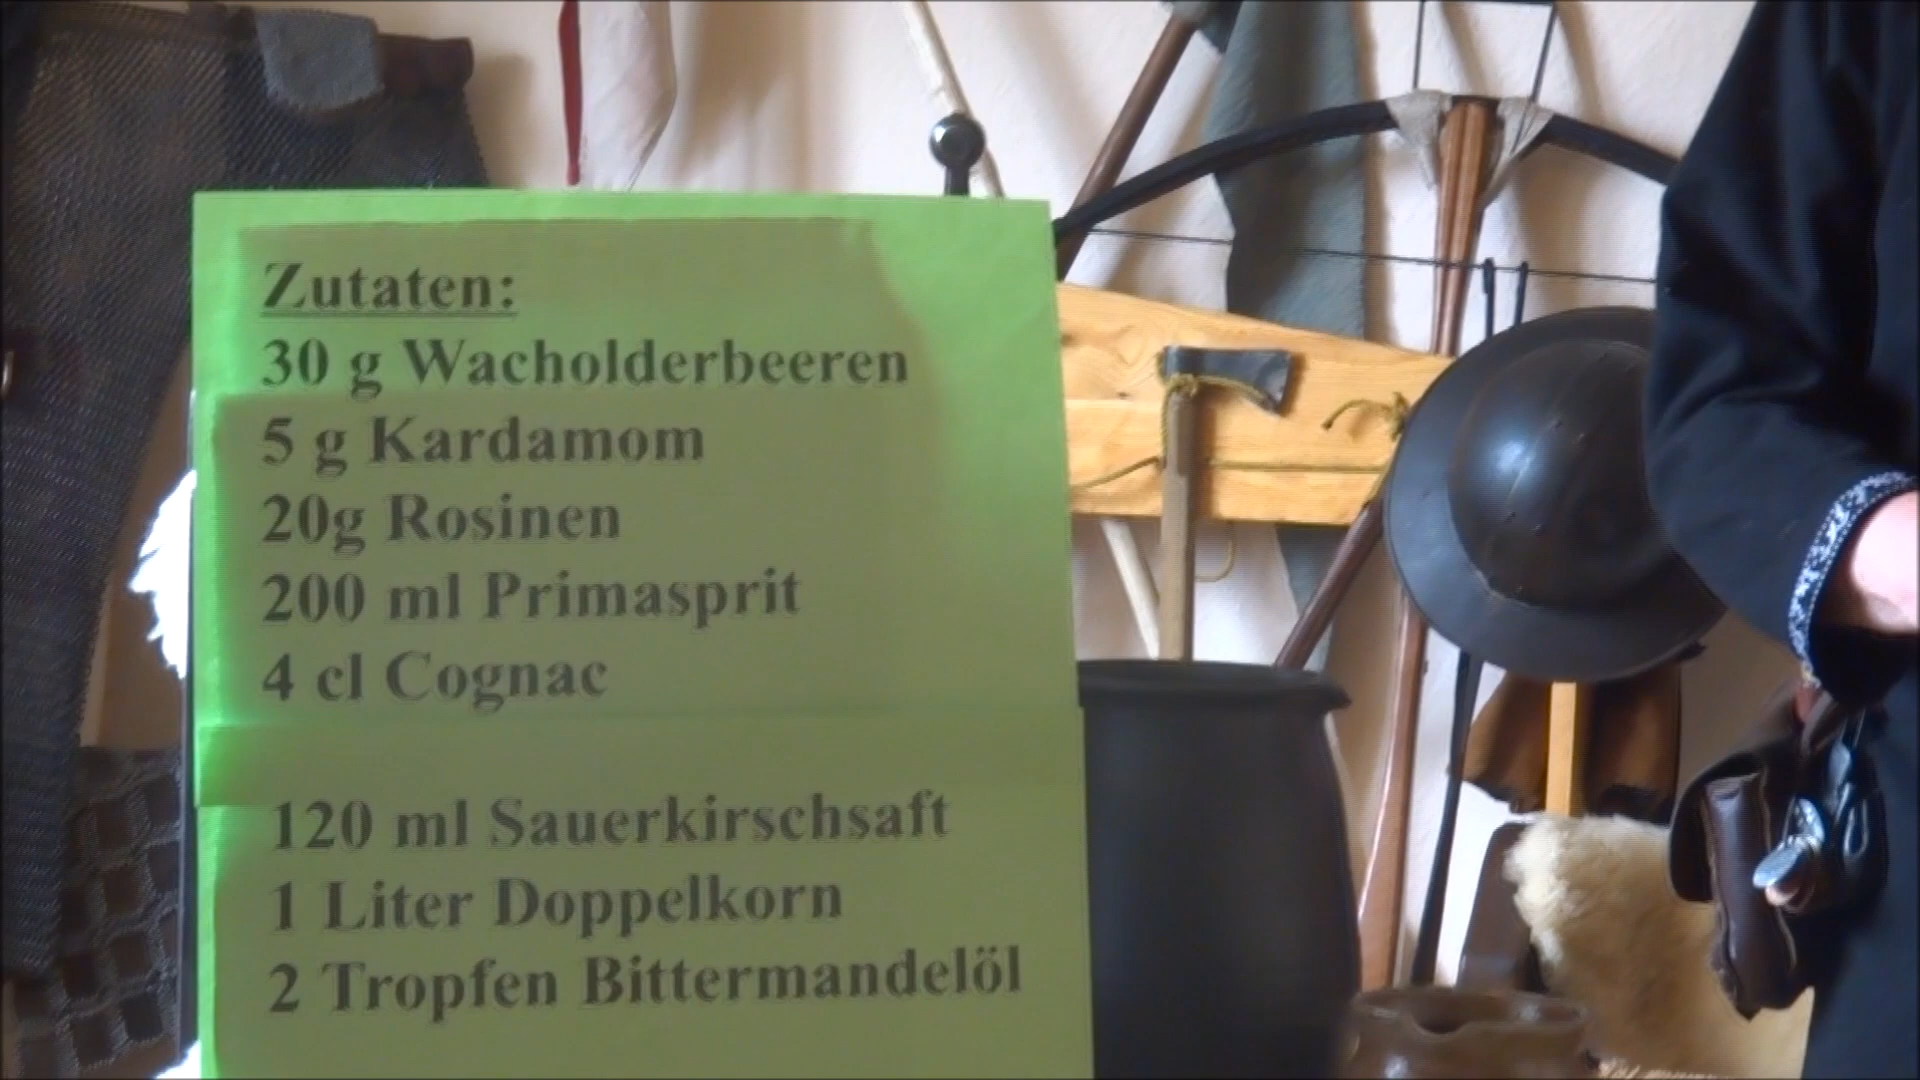 Zutaten:
30 g Wacholderbeeren
5 g Kardamom
20g Rosinen
200 ml Primasprit
4 cl Cognac
120 ml Sauerkirschsaft
1 Liter Doppelkorn
2 Tropfen Bittermandelöl